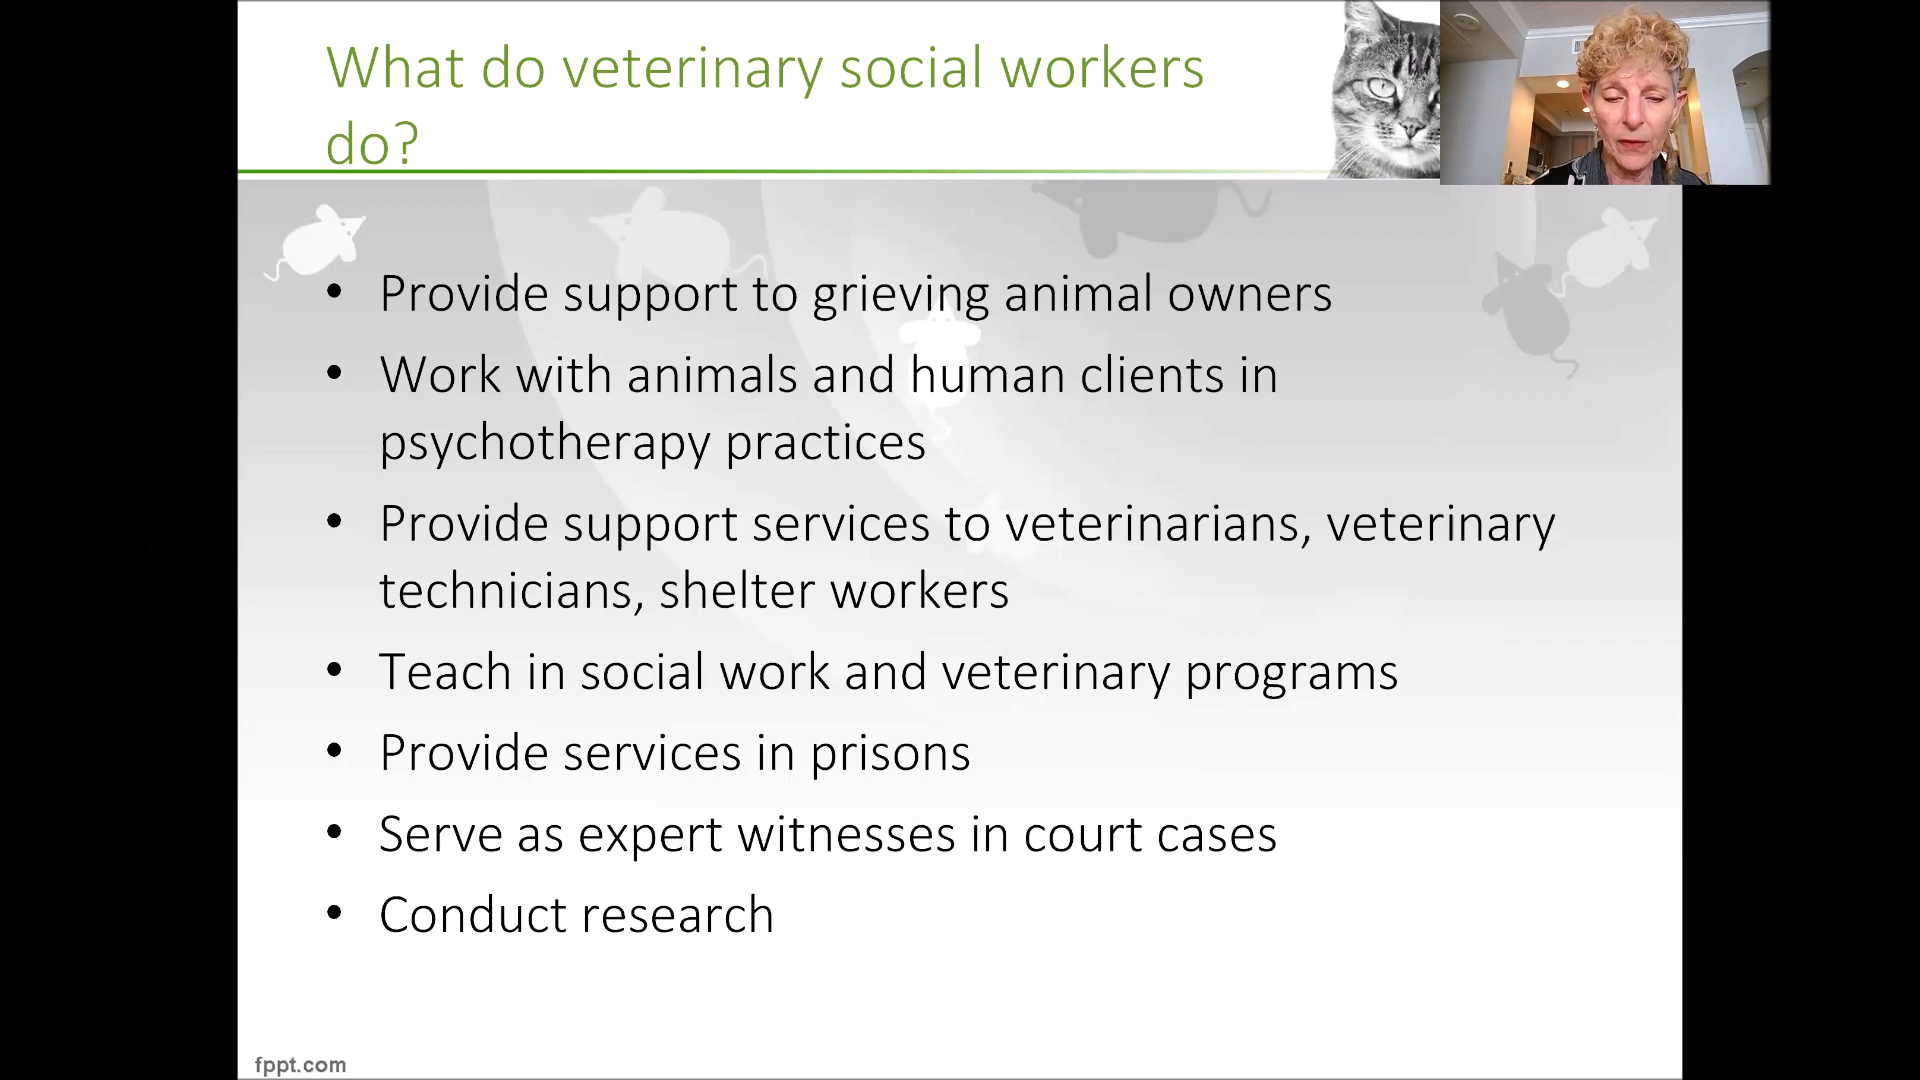 What do veterinary social workers
do?
• Provide support to grieving animal owners
• Work with animals and human clients in
psychotherapy practices
• Provide support services to veterinarians, veterinary
technicians, shelter workers
• Teach in social work and veterinary programs
• Provide services in prisons
• Serve as expert witnesses in court cases
• Conduct research
fppt.com